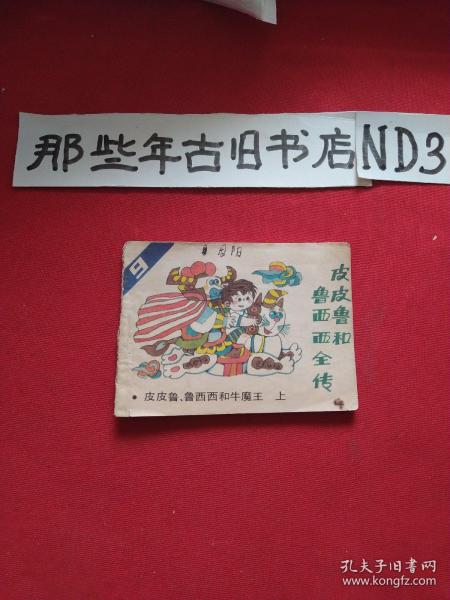 那些年古旧书店ND3
9
皮皮鲁和
鲁西西全传
•皮皮鲁、鲁西西和牛魔王 上
孔夫子旧书网
www.kongfz.com